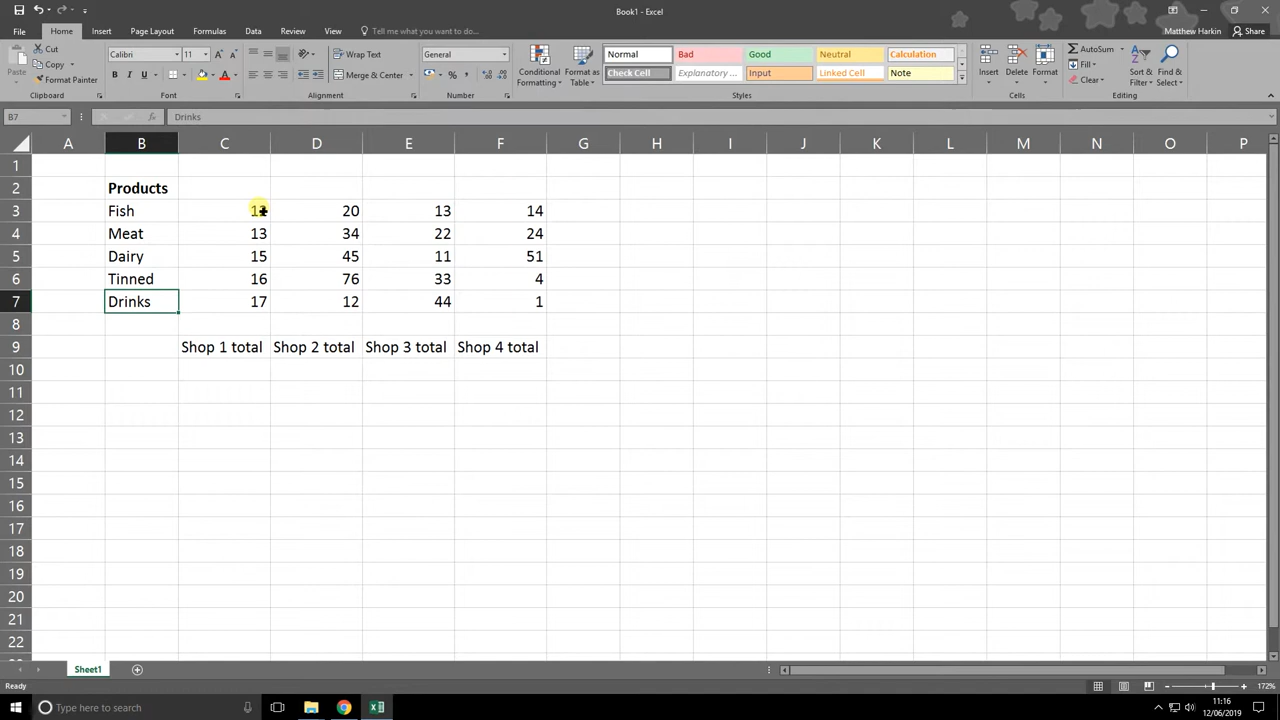 Book1 - Excel
Matthew Harkin
Share
File Home Insert Page Layout Formulas Data Review View Tell me what you want to do...
Paste
Cut
Copy
Format Painter
Clipboard
Calibri 11
B I U
Font
Wrap Text
Merge & Center
Alignment
General
Number
Conditional Formatting
Format as Table
Normal Bad Good Neutral Calculation
Check Cell Explanatory ... Input Linked Cell Note
Styles
Insert Delete Format
Cells
AutoSum
Fill
Clear
Sort & Filter
Find & Select
Editing
B7 fx Drinks
A B C D E F G H I J K L M N O P
1
2 Products
3 Fish 20 13 14
4 Meat 13 34 22 24
5 Dairy 15 45 11 51
6 Tinned 16 76 33 4
7 Drinks 17 12 44 1
8
9 Shop 1 total Shop 2 total Shop 3 total Shop 4 total
10
11
12
13
14
15
16
17
18
19
20
21
22
Sheet1
Ready
172%
Type here to search
11:16
12/06/2019